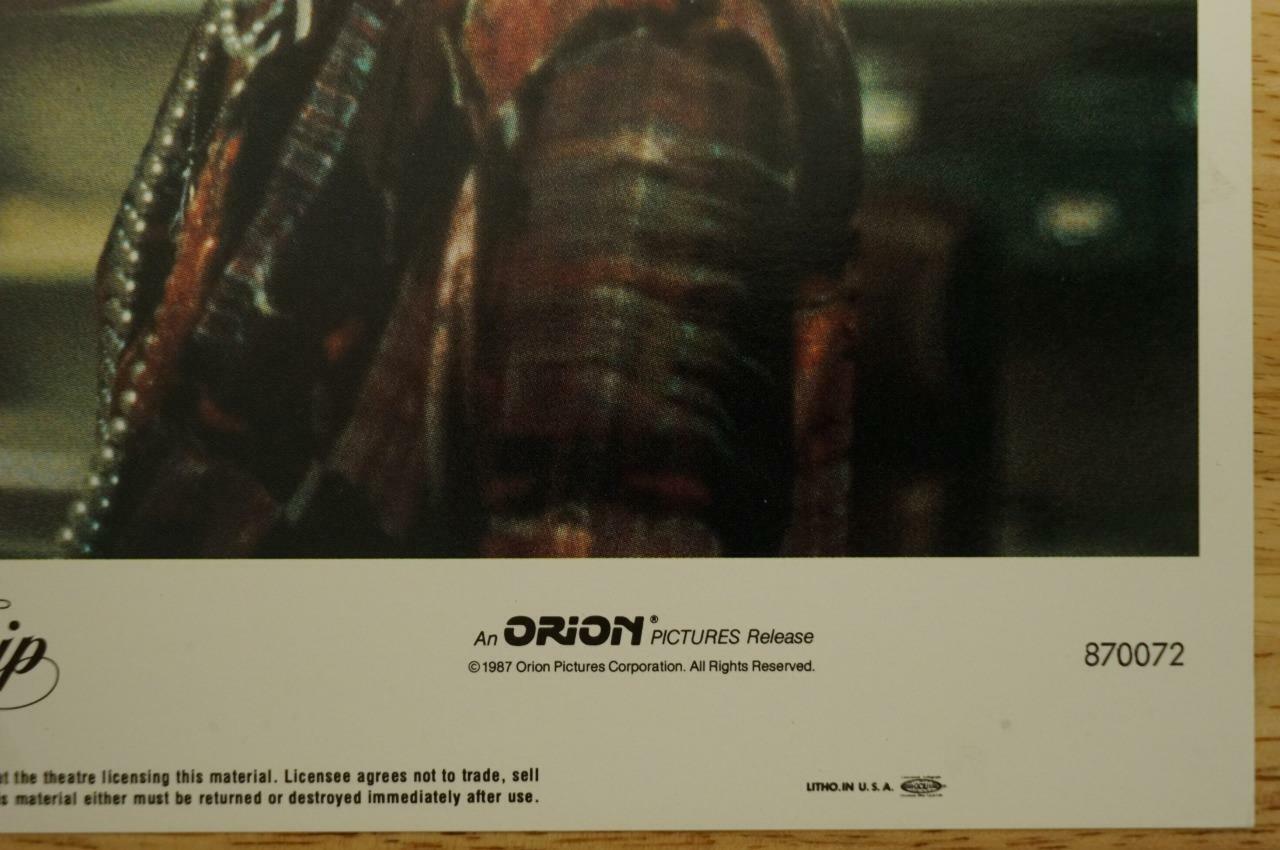 ip
An ORION® PICTURES Release
©1987 Orion Pictures Corporation. All Rights Reserved.
870072
the theatre licensing this material. Licensee agrees not to trade, sell
material either must be returned or destroyed immediately after use.
LITHO. IN U. S. A.